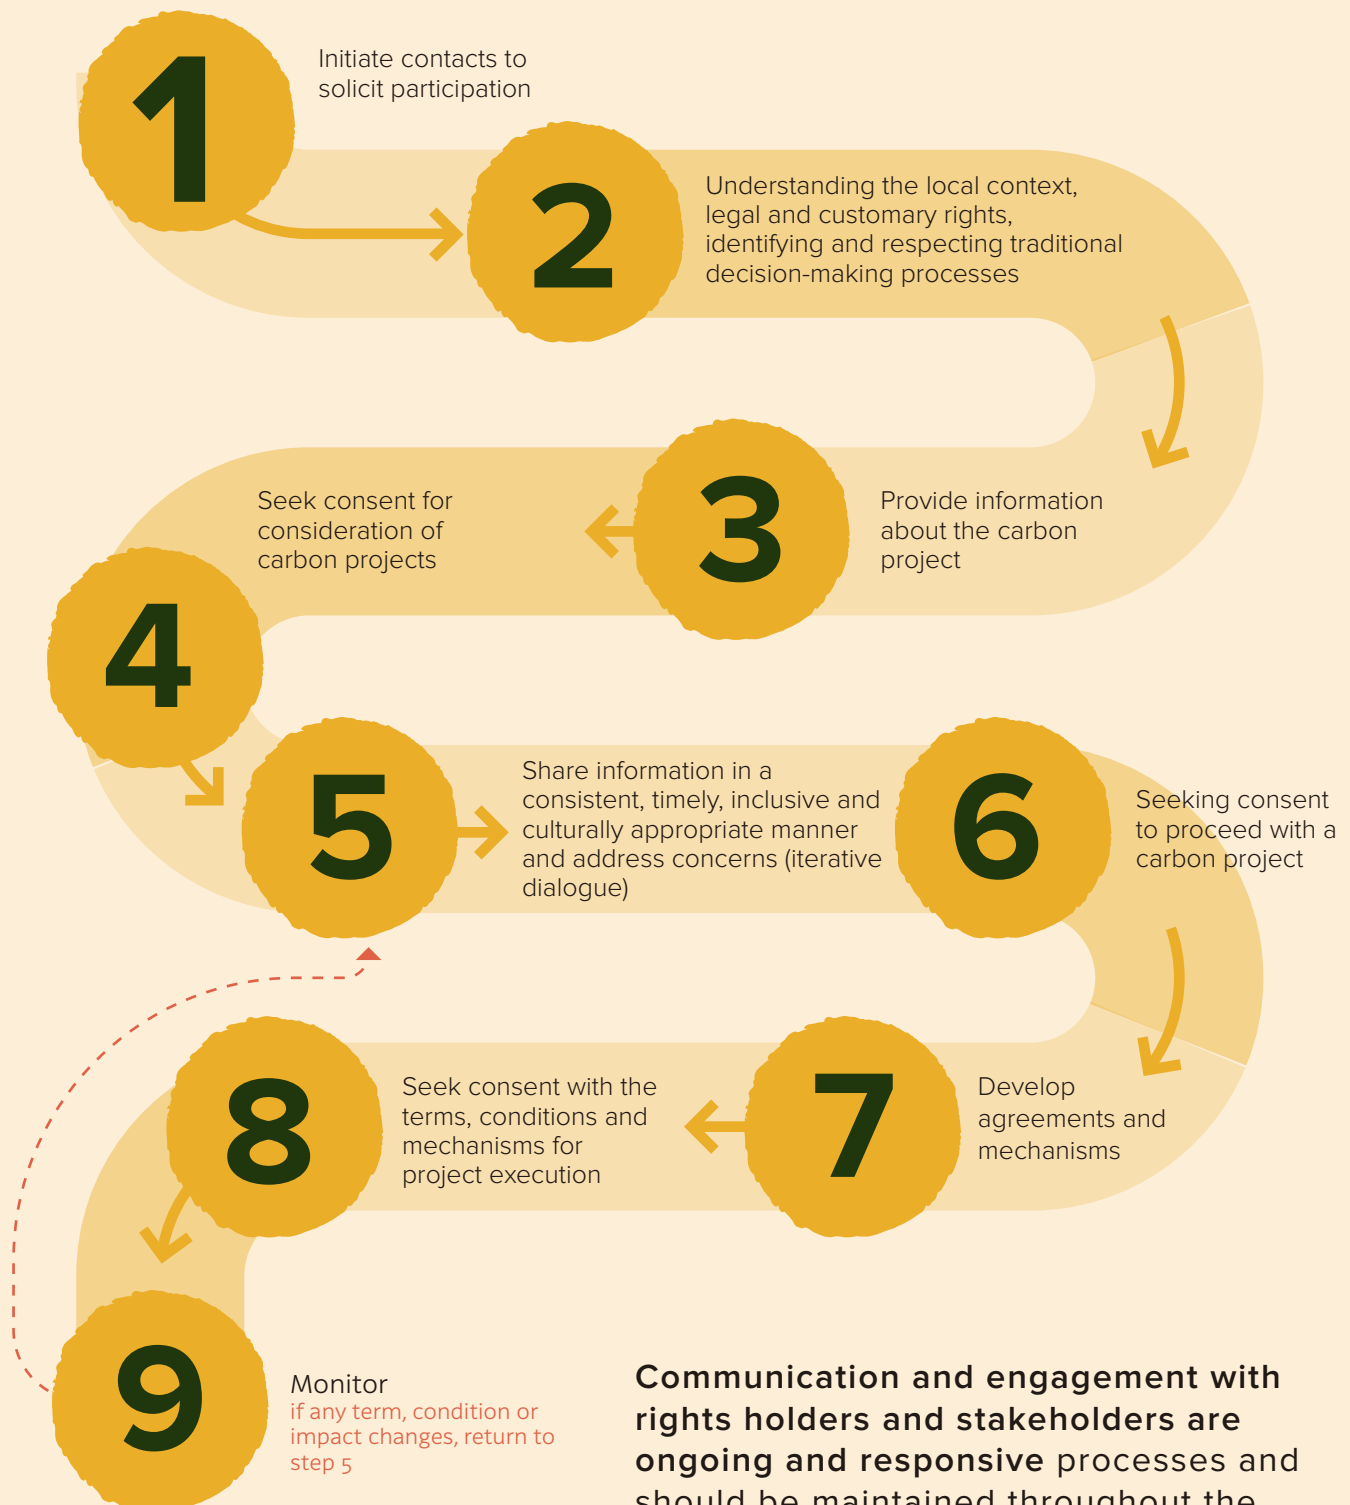 1
Initiate contacts to
solicit participation
2
Understanding the local context,
legal and customary rights,
identifying and respecting traditional
decision-making processes
3
Provide information
about the carbon
project
4
Seek consent for
consideration of
carbon projects
5
Share information in a
consistent, timely, inclusive and
culturally appropriate manner
and address concerns (iterative
dialogue)
6
Seeking consent
to proceed with a
carbon project
7
Develop
agreements and
mechanisms
8
Seek consent with the
terms, conditions and
mechanisms for
project execution
9
Monitor
if any term, condition or
impact changes, return to
step 5
Communication and engagement with
rights holders and stakeholders are
ongoing and responsive processes and
should be maintained throughout the